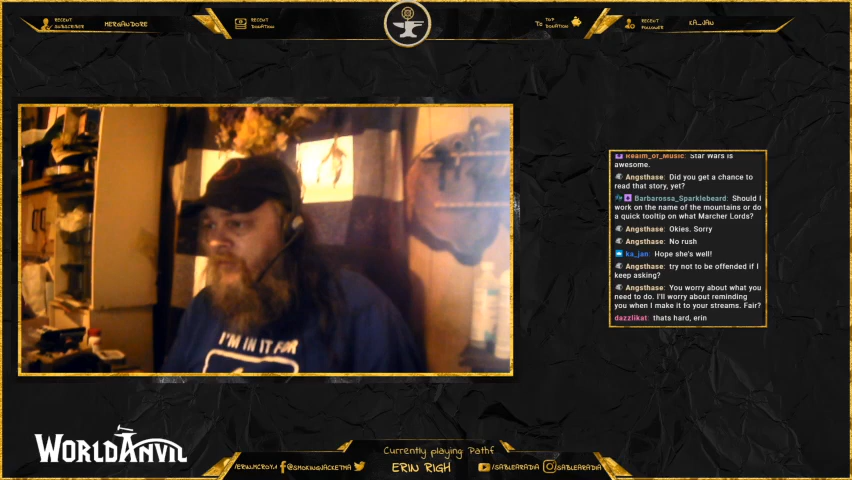 RECENT
SUBSCRIBER
MERGANDORE
RECENT
DONATION
TOP
DONATION
RECENT
FOLLOWER
KA_JAN
Realm_of_Music: Star Wars is
awesome.
Angsthase: Did you get a chance to
read that story, yet?
Barbarossa_Sparklebeard: Should I
work on the name of the mountains or do
a quick tooltip on what Marcher Lords?
Angsthase: Okies. Sorry
Angsthase: No rush
ka_jan: Hope she's well!
Angsthase: try not to be offended if I
keep asking?
Angsthase: You worry about what you
need to do. I'll worry about reminding
you when I make it to your streams. Fair?
dazzlikat: thats hard, erin
I'M IN IT FOR
WORLDANVIL
Currently playing Pathf
/ERIN.MCROY.1
@SMOKINGJACKETMA
ERIN RIGH
/SABLEARADIA
/SABLEARADIA